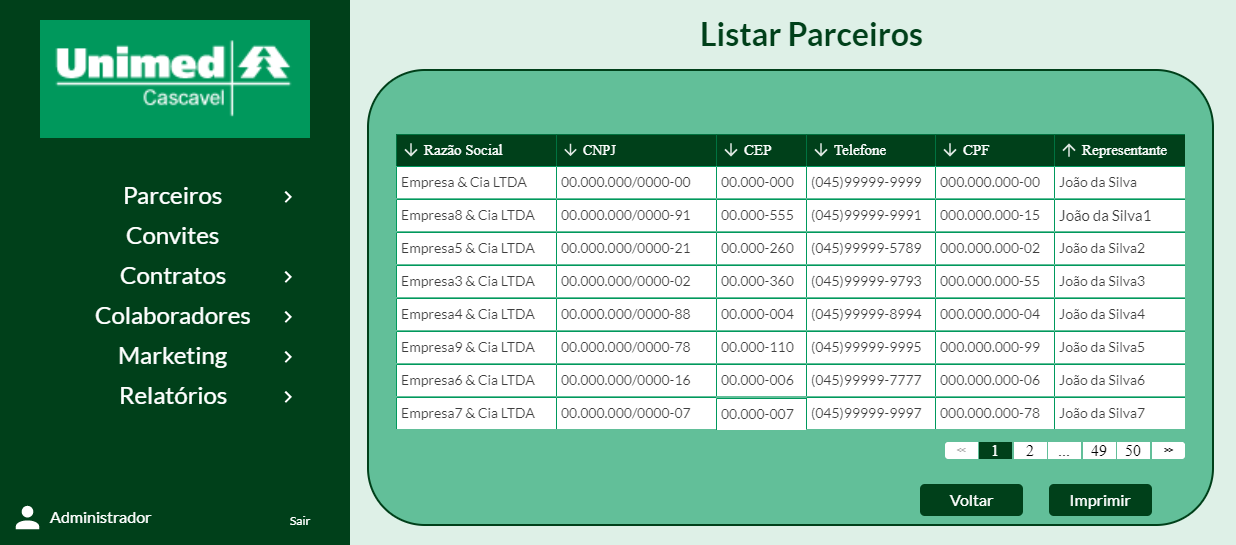 Unimed
Cascavel
Parceiros
Convites
Contratos
Colaboradores
Marketing
Relatórios
Administrador
Sair
Listar Parceiros
Razão Social CNPJ CEP Telefone CPF Representante
Empresa & Cia LTDA 00.000.000/0000-00 00.000-000 (045)99999-9999 000.000.000-00 João da Silva
Empresa8 & Cia LTDA 00.000.000/0000-91 00.000-555 (045)99999-9991 000.000.000-15 João da Silva1
Empresa5 & Cia LTDA 00.000.000/0000-21 00.000-260 (045)99999-5789 000.000.000-02 João da Silva2
Empresa3 & Cia LTDA 00.000.000/0000-02 00.000-360 (045)99999-9793 000.000.000-55 João da Silva3
Empresa4 & Cia LTDA 00.000.000/0000-88 00.000-004 (045)99999-8994 000.000.000-04 João da Silva4
Empresa9 & Cia LTDA 00.000.000/0000-78 00.000-110 (045)99999-9995 000.000.000-99 João da Silva5
Empresa6 & Cia LTDA 00.000.000/0000-16 00.000-006 (045)99999-7777 000.000.000-06 João da Silva6
Empresa7 & Cia LTDA 00.000.000/0000-07 00.000-007 (045)99999-9997 000.000.000-78 João da Silva7
<< 1 2 ... 49 50 >>
Voltar Imprimir